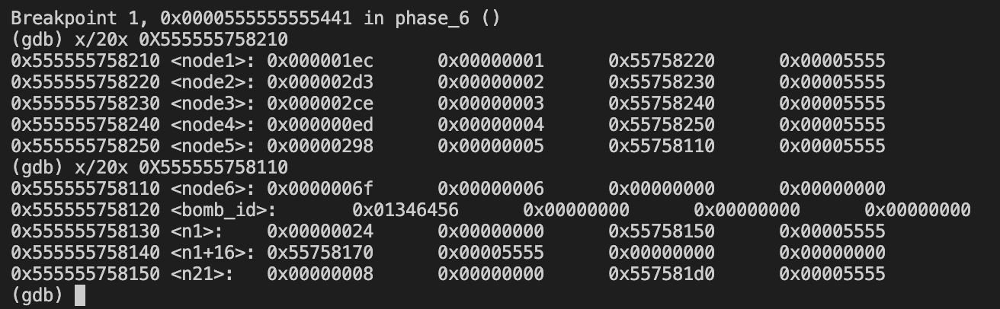 Breakpoint 1, 0x0000555555555441 in phase_6 ()
(gdb) x/20x 0X555555758210
0x555555758210 <node1>: 0x000001ec 0x00000001 0x55758220 0x00005555
0x555555758220 <node2>: 0x000002d3 0x00000002 0x55758230 0x00005555
0x555555758230 <node3>: 0x000002ce 0x00000003 0x55758240 0x00005555
0x555555758240 <node4>: 0x000000ed 0x00000004 0x55758250 0x00005555
0x555555758250 <node5>: 0x00000298 0x00000005 0x55758110 0x00005555
(gdb) x/20x 0X555555758110
0x555555758110 <node6>: 0x0000006f 0x00000006 0x00000000 0x00000000
0x555555758120 <bomb_id>: 0x01346456 0x00000000 0x00000000 0x00000000
0x555555758130 <n1>: 0x00000024 0x00000000 0x55758150 0x00005555
0x555555758140 <n1+16>: 0x55758170 0x00005555 0x00000000 0x00000000
0x555555758150 <n21>: 0x00000008 0x00000000 0x557581d0 0x00005555
(gdb)